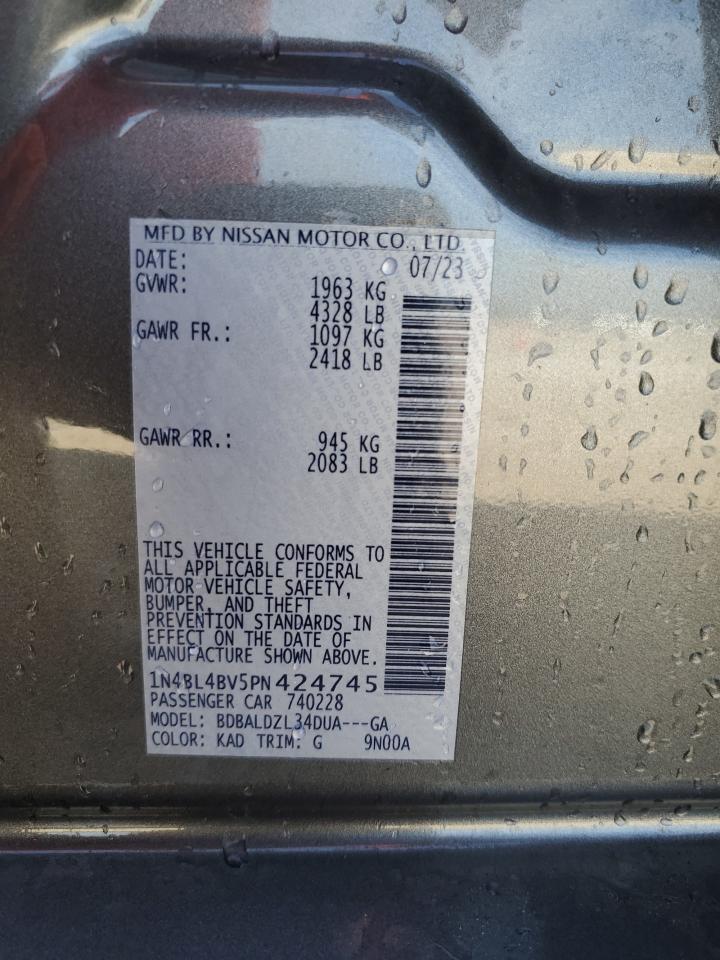 MFD BY NISSAN MOTOR CO., LTD.
DATE: 07/23
GVWR: 1963 KG
4328 LB
GAWR FR.: 1097 KG
2418 LB
GAWR RR.: 945 KG
2083 LB
THIS VEHICLE CONFORMS TO
ALL APPLICABLE FEDERAL
MOTOR VEHICLE SAFETY,
BUMPER, AND THEFT
PREVENTION STANDARDS IN
EFFECT ON THE DATE OF
MANUFACTURE SHOWN ABOVE.
1N4BL4BV5PN424745
PASSENGER CAR 740228
MODEL: BDBALDZL34DUA---GA
COLOR: KAD TRIM: G 9N00A